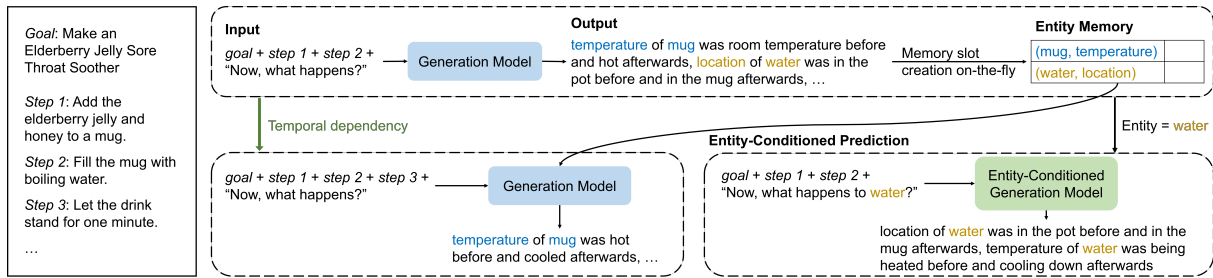 Goal: Make an
Elderberry Jelly Sore
Throat Soother
Step 1: Add the
elderberry jelly and
honey to a mug.
Step 2: Fill the mug with
boiling water.
Step 3: Let the drink
stand for one minute.
…
Input
goal + step 1 + step 2 +
“Now, what happens?”
Generation Model
Output
temperature of mug was room temperature before
and hot afterwards, location of water was in the
pot before and in the mug afterwards, …
Memory slot
creation on-the-fly
Entity Memory
(mug, temperature)
(water, location)
Temporal dependency
Entity = water
goal + step 1 + step 2 + step 3 +
“Now, what happens?”
Generation Model
temperature of mug was hot
before and cooled afterwards, …
Entity-Conditioned Prediction
goal + step 1 + step 2 +
“Now, what happens to water?”
Entity-Conditioned
Generation Model
location of water was in the pot before and in the
mug afterwards, temperature of water was being
heated before and cooling down afterwards